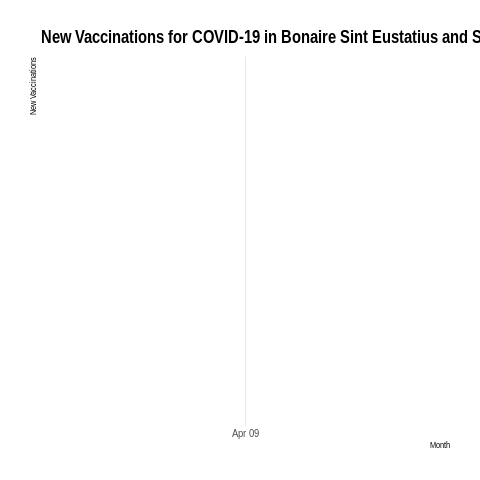 New Vaccinations for COVID-19 in Bonaire Sint Eustatius and S
New Vaccinations
Apr 09
Month